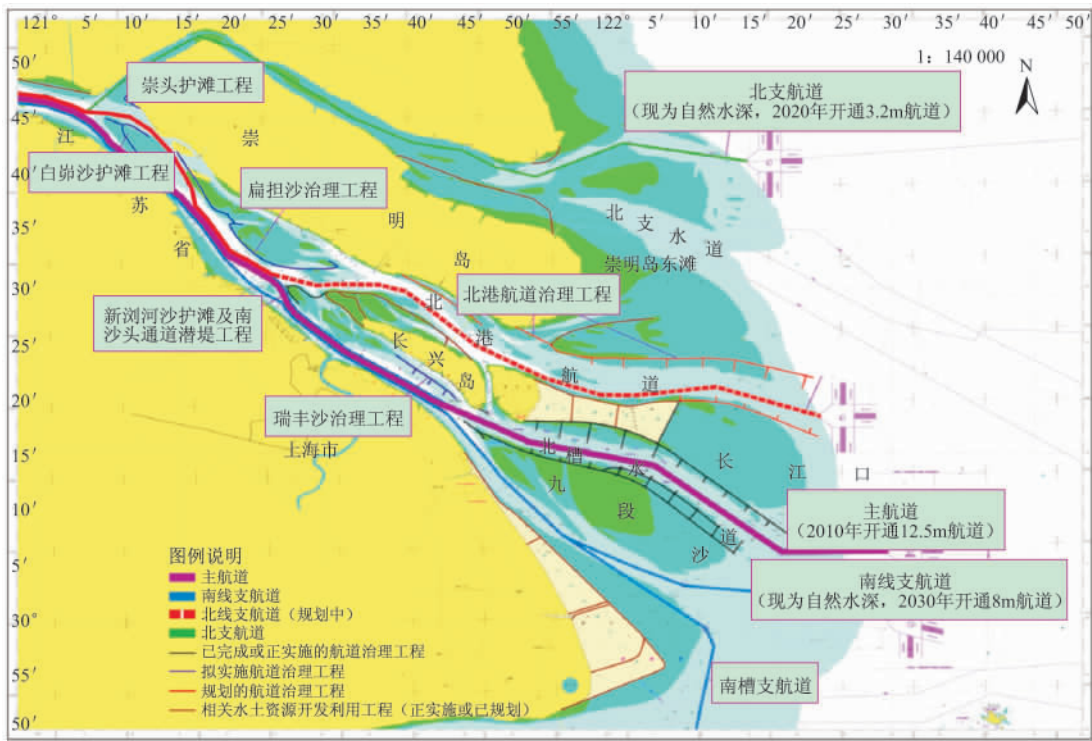 121° 5′ 10′ 15′ 20′ 25′ 30′ 35′ 40′ 45′ 50′ 55′ 122° 5′ 10′ 15′ 20′ 25′ 30′ 35′ 40′ 45′ 50′
50′
45′
40′
35′
30′
25′
20′
15′
10′
5′
30°
55′
50′
1：140 000
N
崇头护滩工程
北支航道
（现为自然水深，2020年开通3.2m航道）
白茆沙护滩工程
扁担沙治理工程
江苏省
崇明岛
北支水道
崇明岛东滩
北港航道治理工程
新浏河沙护滩及南
沙头通道潜堤工程
北港航道
长兴岛
瑞丰沙治理工程
上海市
北槽水道
九段沙
长江口
主航道
（2010年开通12.5m航道）
南线支航道
（现为自然水深，2030年开通8m航道）
南槽支航道
图例说明
主航道
南线支航道
北线支航道（规划中）
北支航道
已完成或正实施的航道治理工程
拟实施航道治理工程
规划的航道治理工程
相关水土资源开发利用工程（正实施或已规划）